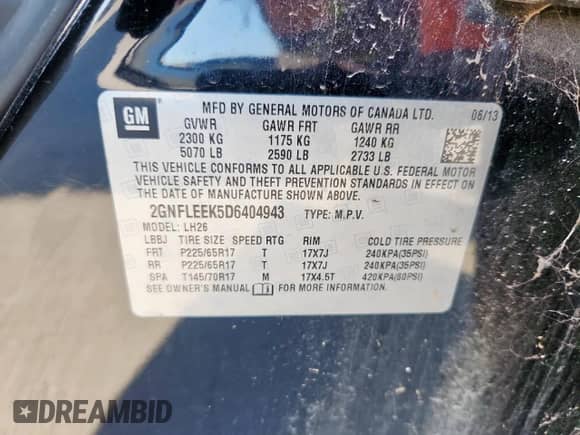 GM
MFD BY GENERAL MOTORS OF CANADA LTD. 06/13
GVWR GAWR FRT GAWR RR
2300 KG 1175 KG 1240 KG
5070 LB 2590 LB 2733 LB
THIS VEHICLE CONFORMS TO ALL APPLICABLE U.S. FEDERAL MOTOR
VEHICLE SAFETY AND THEFT PREVENTION STANDARDS IN EFFECT ON THE
DATE OF MANUFACTURE SHOWN ABOVE.
2GNFLEEK5D6404943 TYPE: M.P.V.
MODEL: LH26
LBBJ TIRE SIZE SPEED RTG RIM COLD TIRE PRESSURE
FRT P225/65R17 T 17X7J 240KPA(35PSI)
RR P225/65R17 T 17X7J 240KPA(35PSI)
SPA T145/70R17 M 17X4.5T 420KPA(60PSI)
SEE OWNER'S MANUAL FOR MORE INFORMATION.
DREAMBID